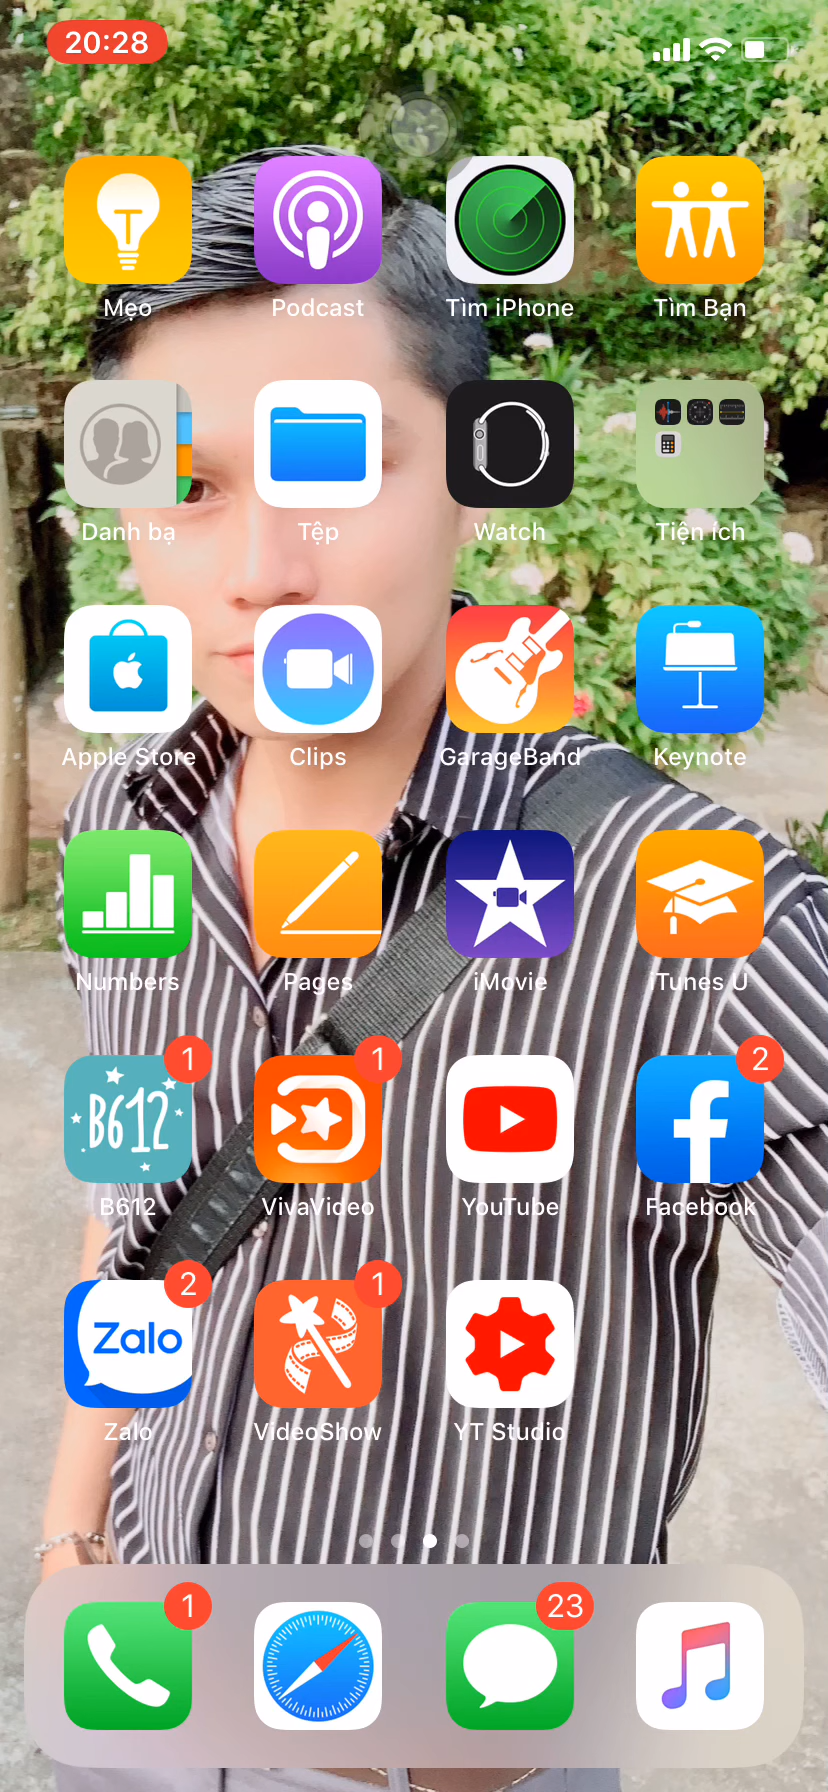 20:28
Mẹo
Podcast
Tìm iPhone
Tìm Bạn
Danh bạ
Tệp
Watch
Tiện ích
Apple Store
Clips
GarageBand
Keynote
Numbers
Pages
iMovie
iTunes U
1
1
2
B612
B612
VivaVideo
YouTube
Facebook
2
1
Zalo
Zalo
VideoShow
YT Studio
1
23